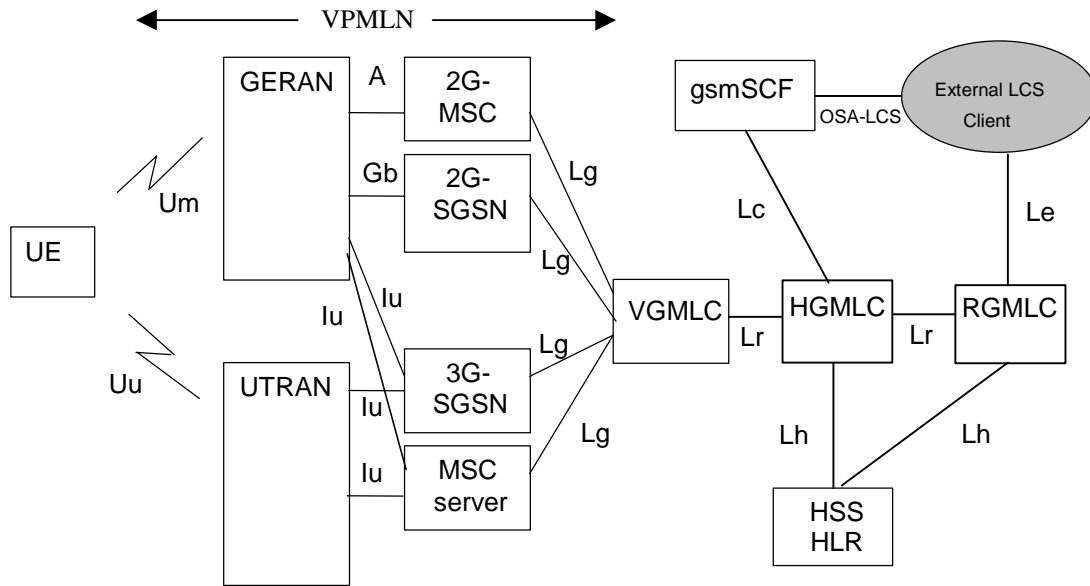 VPMLN
GERAN
A
2G-
MSC
gsmSCF
OSA-LCS
External LCS
Client
Gb
2G-
SGSN
Lg
Um
Lc
Le
UE
Lg
Iu
Iu
VGMLC
Lr
HGMLC
Lr
RGMLC
Uu
UTRAN
Iu
3G-
SGSN
Lg
Lg
Iu
MSC
server
Lh
Lh
HSS
HLR